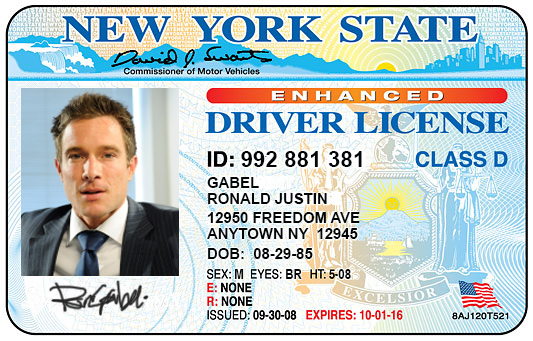 NEW YORK STATE
David J. Swarts
Commissioner of Motor Vehicles
ENHANCED
DRIVER LICENSE
ID: 992 881 381 CLASS D
GABEL
RONALD JUSTIN
12950 FREEDOM AVE
ANYTOWN NY 12945
DOB: 08-29-85
SEX: M EYES: BR HT: 5-08
E: NONE
R: NONE
ISSUED: 09-30-08 EXPIRES: 10-01-16
EXCELSIOR
8AJ120T521